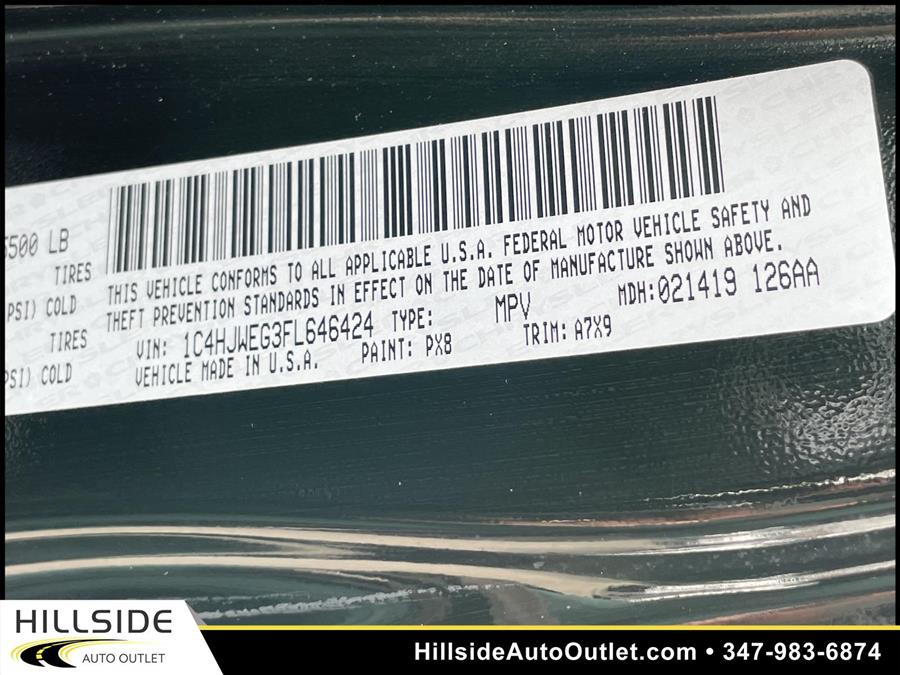 5500 LB
TIRES
PSI) COLD
TIRES
PSI) COLD
THIS VEHICLE CONFORMS TO ALL APPLICABLE U.S.A. FEDERAL MOTOR VEHICLE SAFETY AND
THEFT PREVENTION STANDARDS IN EFFECT ON THE DATE OF MANUFACTURE SHOWN ABOVE.
VIN: 1C4HJWEG3FL646424 TYPE: MPV MDH:021419 126AA
VEHICLE MADE IN U.S.A. PAINT: PX8 TRIM: A7X9
HILLSIDE
AUTO OUTLET
HillsideAutoOutlet.com • 347-983-6874